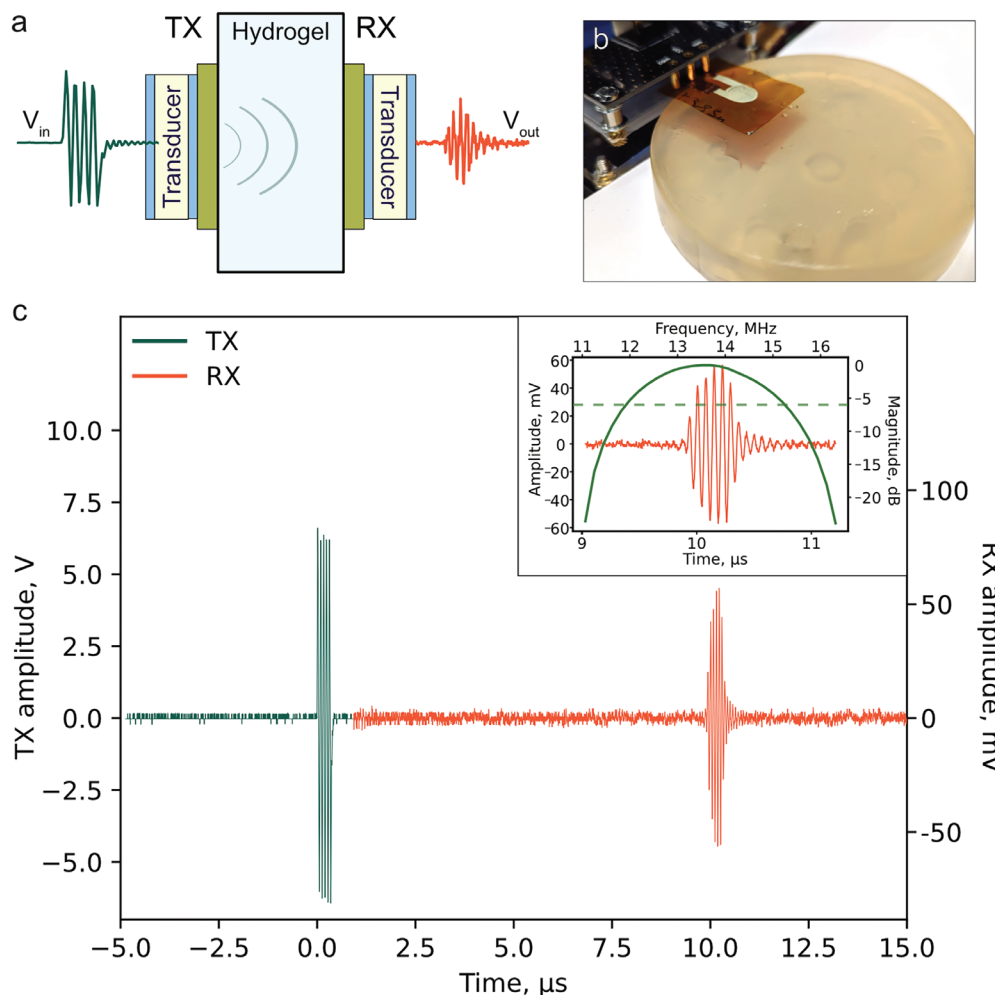 a
TX
Hydrogel
RX
V_in
Transducer
Transducer
V_out
b
c
TX
RX
10.0
7.5
5.0
2.5
0.0
−2.5
−5.0
TX amplitude, V
−5.0
−2.5
0.0
2.5
5.0
7.5
10.0
12.5
15.0
Time, µs
100
50
0
-50
RX amplitude, mV
Frequency, MHz
11
12
13
14
15
16
60
40
20
0
−20
−40
−60
Amplitude, mV
0
−5
−10
−15
−20
Magnitude, dB
9
10
11
Time, µs